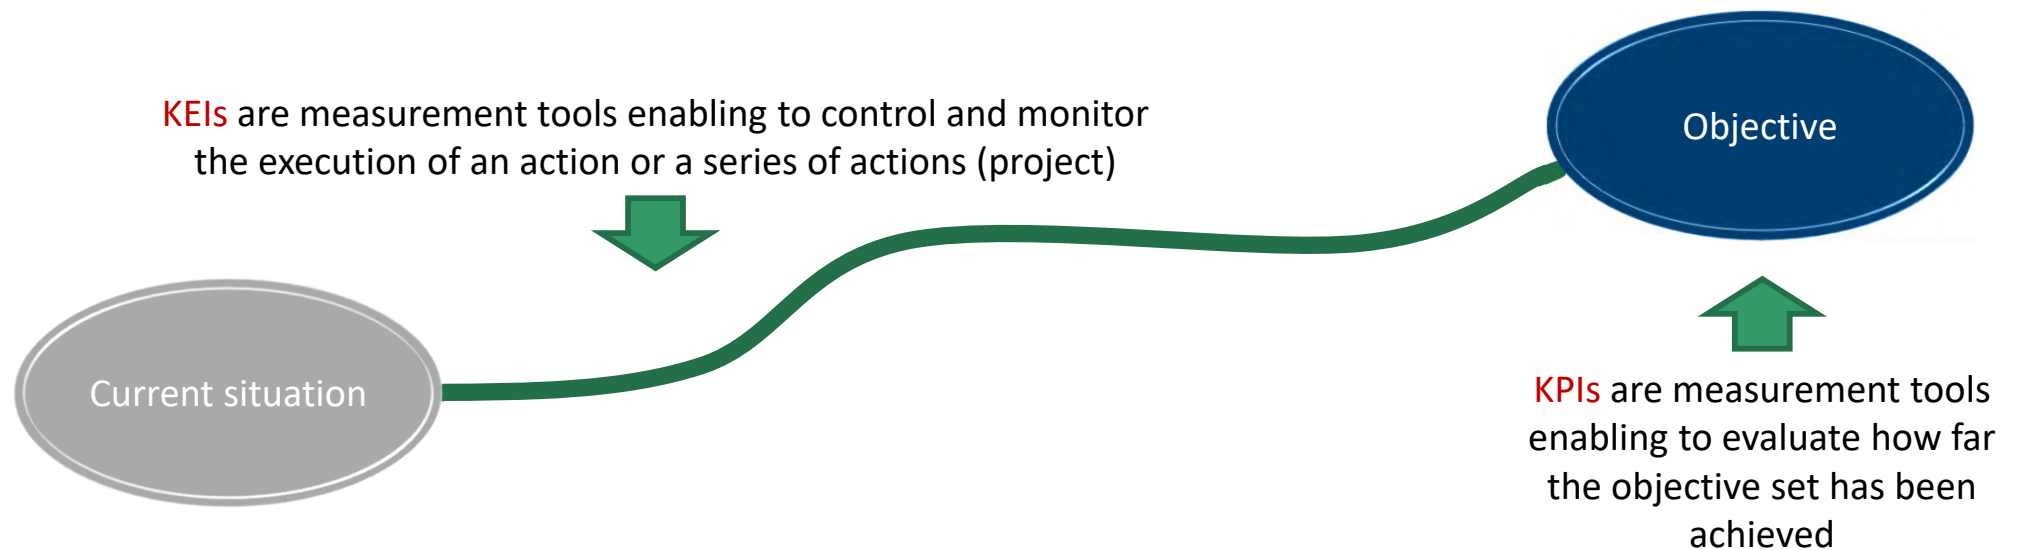 KEIs are measurement tools enabling to control and monitor
the execution of an action or a series of actions (project)
Objective
Current situation
KPIs are measurement tools
enabling to evaluate how far
the objective set has been
achieved